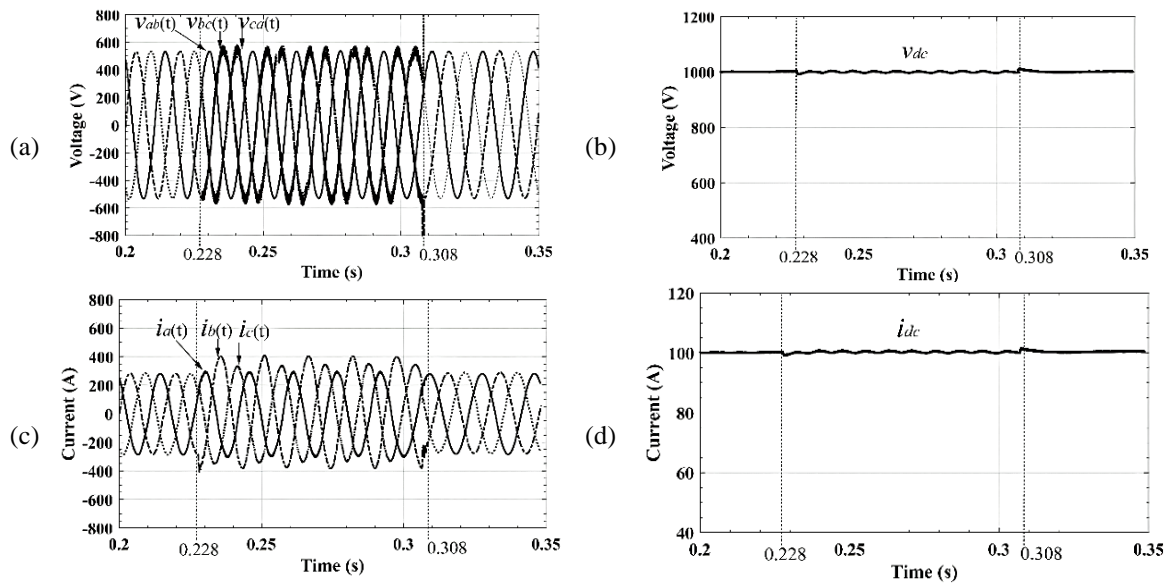 (a)
Voltage (V)
800
600
400
200
0
-200
-400
-600
-800
vab(t) vbc(t) vca(t)
0.2 0.228 0.25 0.3 0.308 0.35
Time (s)
(b)
Voltage (V)
1200
1000
800
600
400
vdc
0.2 0.228 0.25 0.3 0.308 0.35
Time (s)
(c)
Current (A)
800
600
400
200
0
-200
-400
-600
-800
ia(t) ib(t) ic(t)
0.2 0.228 0.25 0.3 0.308 0.35
Time (s)
(d)
Current (A)
120
100
80
60
40
idc
0.2 0.228 0.25 0.3 0.308 0.35
Time (s)